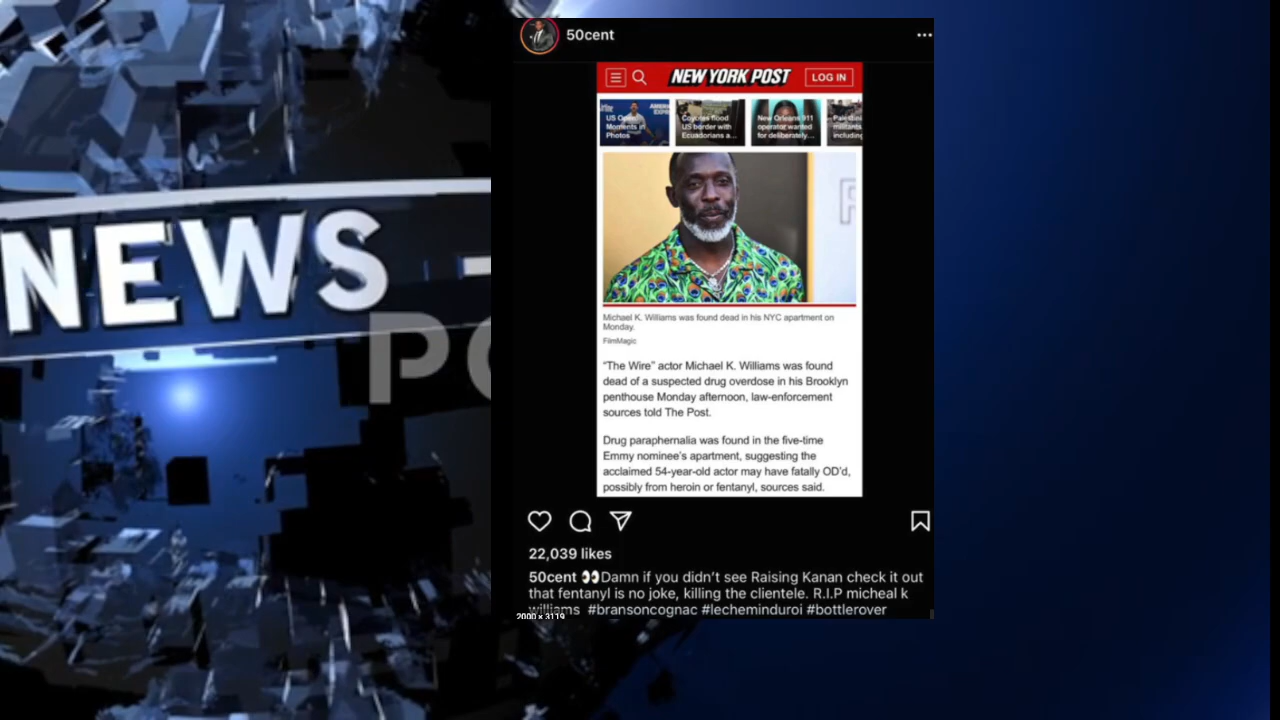 50cent
NEW YORK POST
LOG IN
US Open
Moments in
Photos
AMERI
EXPR
Coyotes flood
US border with
Ecuadorians a...
New Orleans 911
operator wanted
for deliberately...
militants
including
Michael K. Williams was found dead in his NYC apartment on
Monday.
FilmMagic
“The Wire” actor Michael K. Williams was found
dead of a suspected drug overdose in his Brooklyn
penthouse Monday afternoon, law-enforcement
sources told The Post.
Drug paraphernalia was found in the five-time
Emmy nominee’s apartment, suggesting the
acclaimed 54-year-old actor may have fatally OD’d,
possibly from heroin or fentanyl, sources said.
NEWS -
PO
22,039 likes
50cent 👀Damn if you didn’t see Raising Kanan check it out
that fentanyl is no joke, killing the clientele. R.I.P micheal k
williams #bransoncognac #lecheminduroi #bottlerover
2000 × 3119